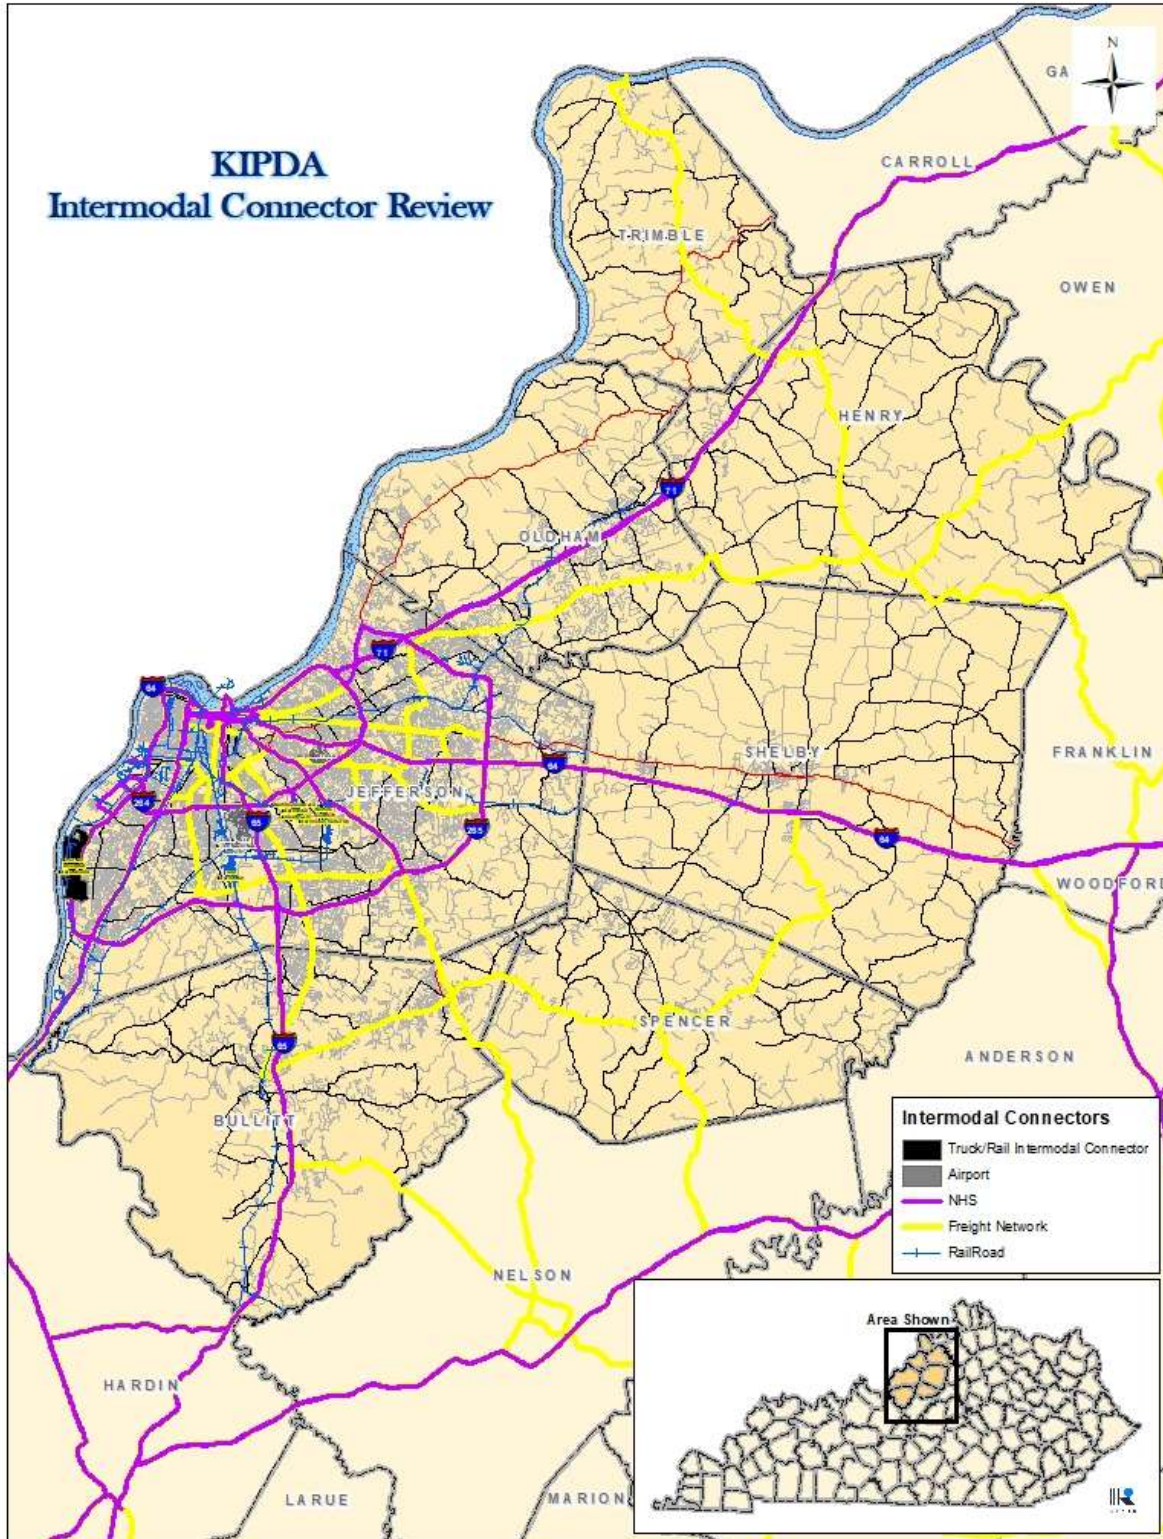 N
GA
CARROLL
KIPDA
Intermodal Connector Review
TRIMBLE
OWEN
HENRY
71
OLDHAM
71
64
SHELBY
FRANKLIN
64
JEFFERSON
264
65
265
64
WOODFORD
SPENCER
65
ANDERSON
BULLITT
Intermodal Connectors
Truck/Rail Intermodal Connector
Airport
NHS
Freight Network
RailRoad
NELSON
Area Shown
HARDIN
LARUE
MARION